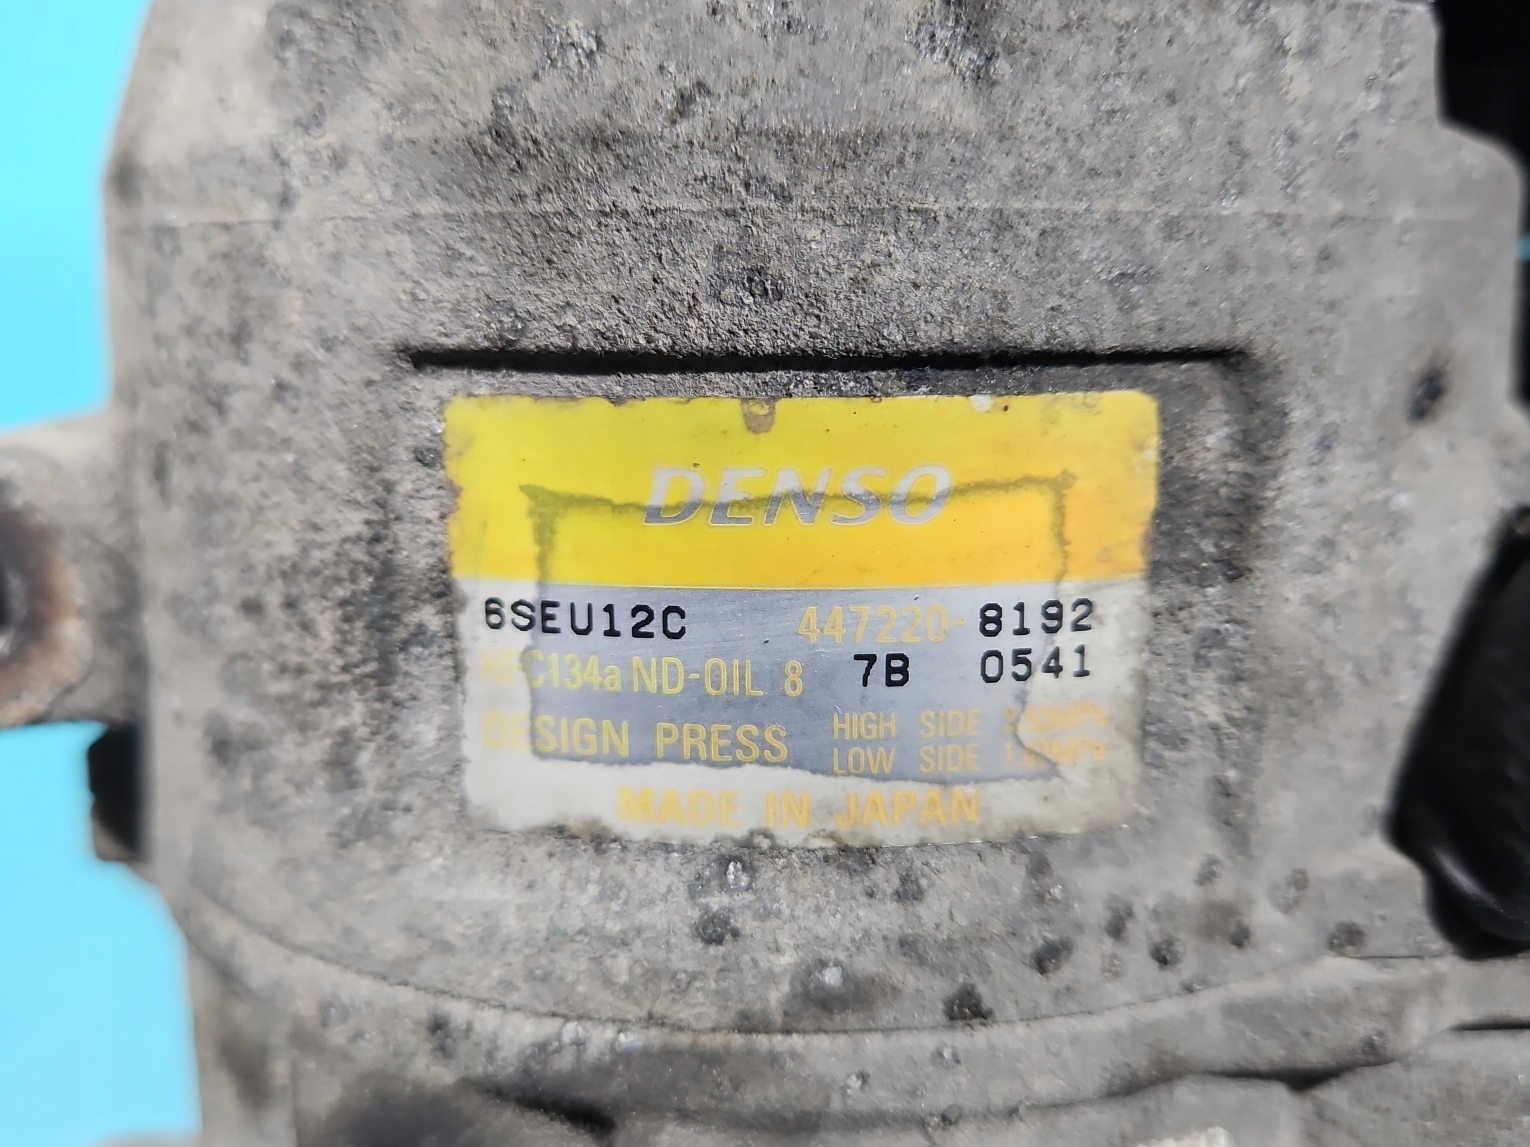 DENSO
6SEU12C 447220-8192
HFC134a ND-OIL 8 7B 0541
DESIGN PRESS HIGH SIDE
LOW SIDE
MADE IN JAPAN